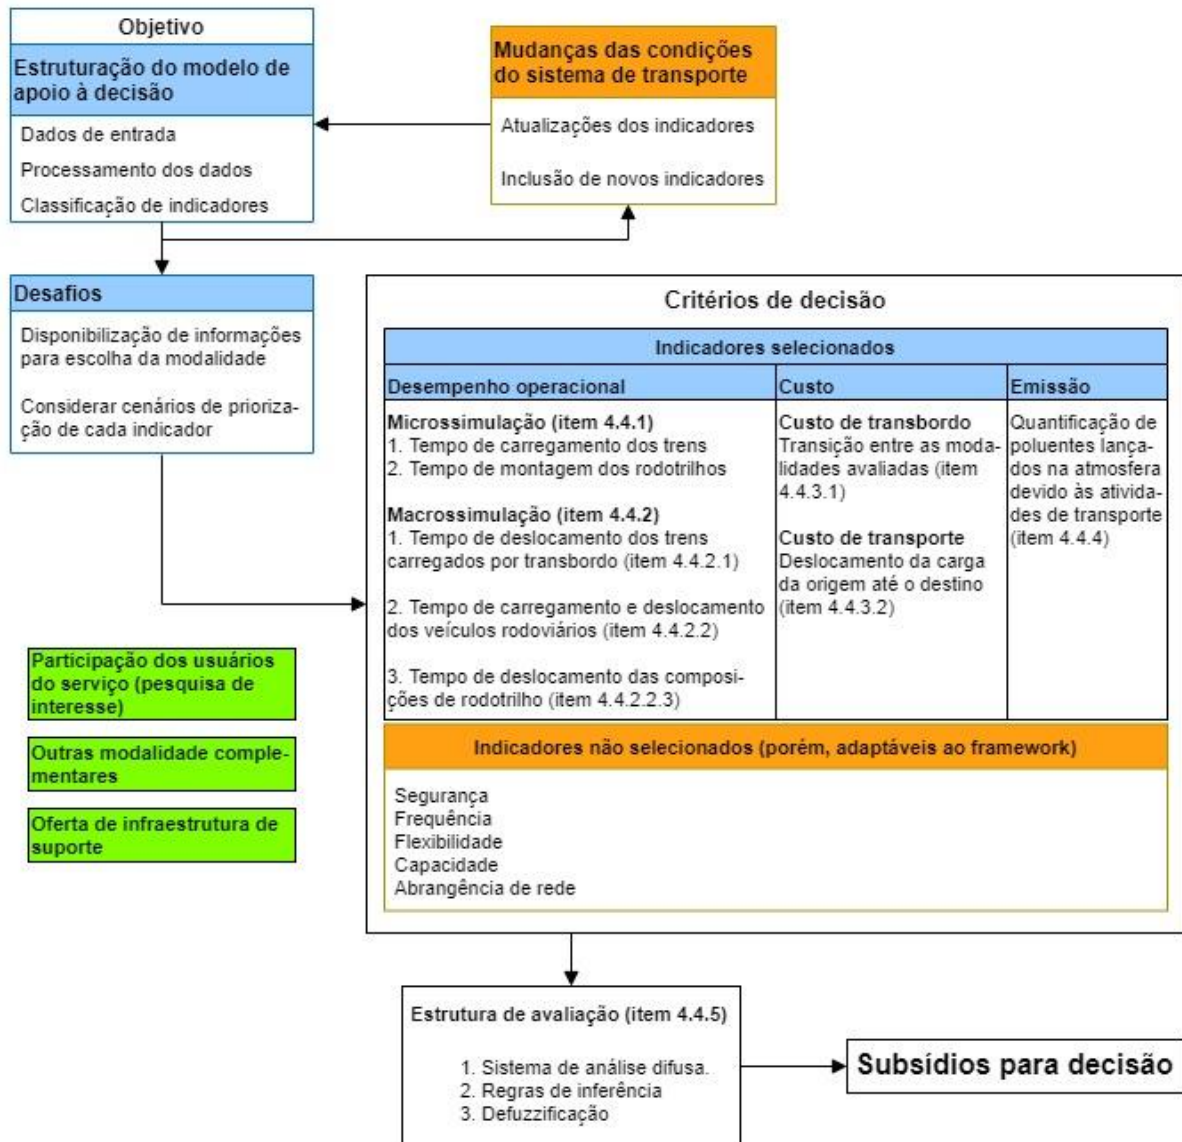 Objetivo
Estruturação do modelo de
apoio à decisão
Dados de entrada
Processamento dos dados
Classificação de indicadores
Mudanças das condições
do sistema de transporte
Atualizações dos indicadores
Inclusão de novos indicadores
Desafios
Disponibilização de informações
para escolha da modalidade
Considerar cenários de prioriza-
ção de cada indicador
Critérios de decisão
Indicadores selecionados
Desempenho operacional
Microssimulação (item 4.4.1)
1. Tempo de carregamento dos trens
2. Tempo de montagem dos rodotrilhos
Macrossimulação (item 4.4.2)
1. Tempo de deslocamento dos trens
carregados por transbordo (item 4.4.2.1)
2. Tempo de carregamento e deslocamento
dos veículos rodoviários (item 4.4.2.2)
3. Tempo de deslocamento das composi-
ções de rodotrilho (item 4.4.2.2.3)
Custo
Custo de transbordo
Transição entre as moda-
lidades avaliadas (item
4.4.3.1)
Custo de transporte
Deslocamento da carga
da origem até o destino
(item 4.4.3.2)
Emissão
Quantificação de
poluentes lança-
dos na atmosfera
devido às ativida-
des de transporte
(item 4.4.4)
Indicadores não selecionados (porém, adaptáveis ao framework)
Segurança
Frequência
Flexibilidade
Capacidade
Abrangência de rede
Participação dos usuários
do serviço (pesquisa de
interesse)
Outras modalidade comple-
mentares
Oferta de infraestrutura de
suporte
Estrutura de avaliação (item 4.4.5)
1. Sistema de análise difusa.
2. Regras de inferência
3. Defuzzificação
Subsídios para decisão